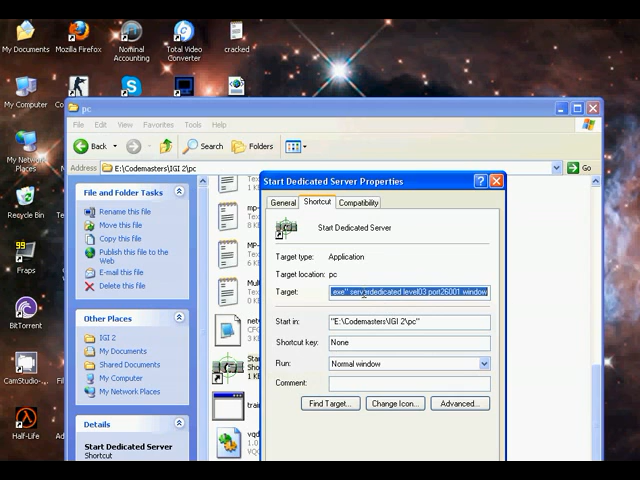 My Documents
Mozilla Firefox
Nominal Accounting
Total Video Converter
cracked
My Computer
My Network Places
Recycle Bin
Fraps
BitTorrent
CamStudio
Half-Life
pc
File Edit View Favorites Tools Help
Back Search Folders
Address E:\Codemasters\IGI 2\pc Go
File and Folder Tasks
Rename this file
Move this file
Copy this file
Publish this file to the Web
E-mail this file
Delete this file
Other Places
IGI 2
My Documents
Shared Documents
My Computer
My Network Places
Details
Start Dedicated Server
Shortcut
Start Dedicated Server Properties
General Shortcut Compatibility
Start Dedicated Server
Target type: Application
Target location: pc
Target: .exe" serverdedicated level03 port26001 window
Start in: "E:\Codemasters\IGI 2\pc"
Shortcut key: None
Run: Normal window
Comment:
Find Target... Change Icon... Advanced...